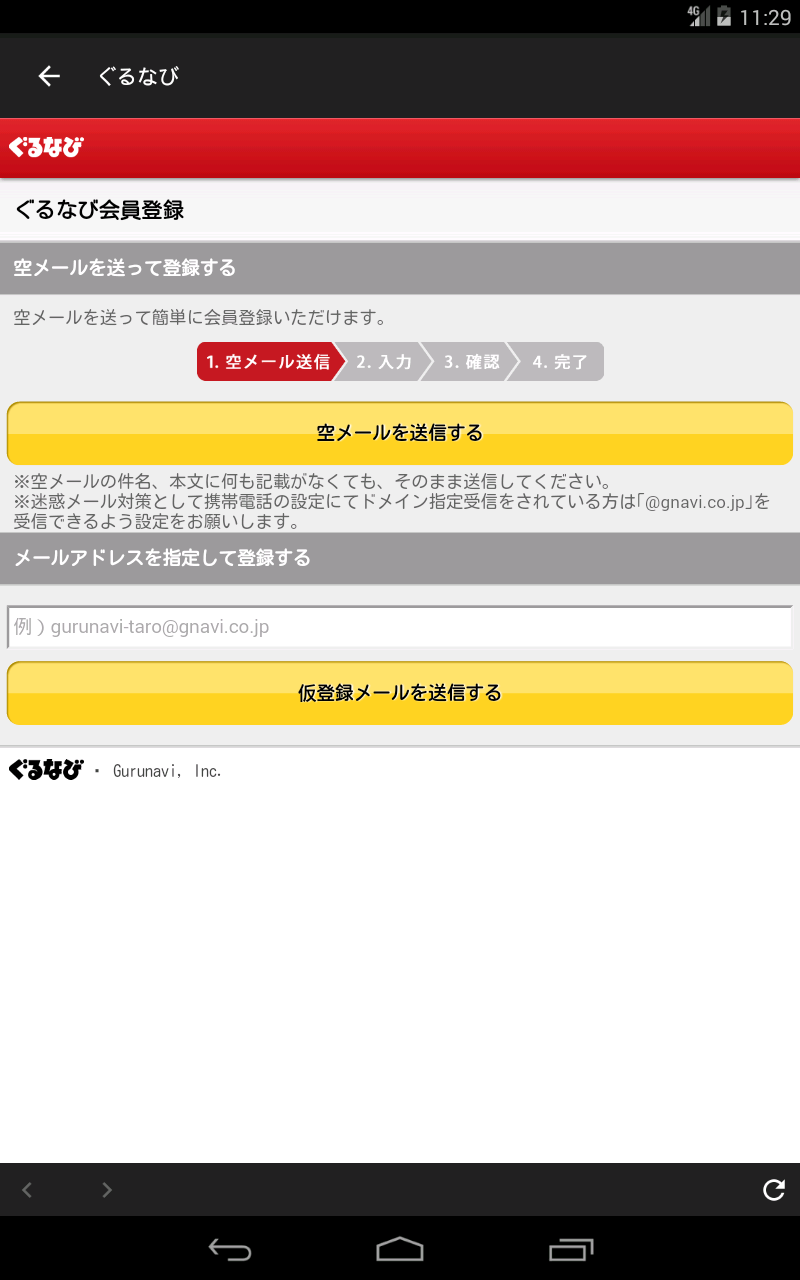 4G 11:29
ぐるなび
ぐるなび
ぐるなび会員登録
空メールを送って登録する
空メールを送って簡単に会員登録いただけます。
1. 空メール送信 2. 入力 3. 確認 4. 完了
空メールを送信する
※空メールの件名、本文に何も記載がなくても、そのまま送信してください。
※迷惑メール対策として携帯電話の設定にてドメイン指定受信をされている方は「@gnavi.co.jp」を
受信できるよう設定をお願いします。
メールアドレスを指定して登録する
例）gurunavi-taro@gnavi.co.jp
仮登録メールを送信する
ぐるなび ・ Gurunavi, Inc.